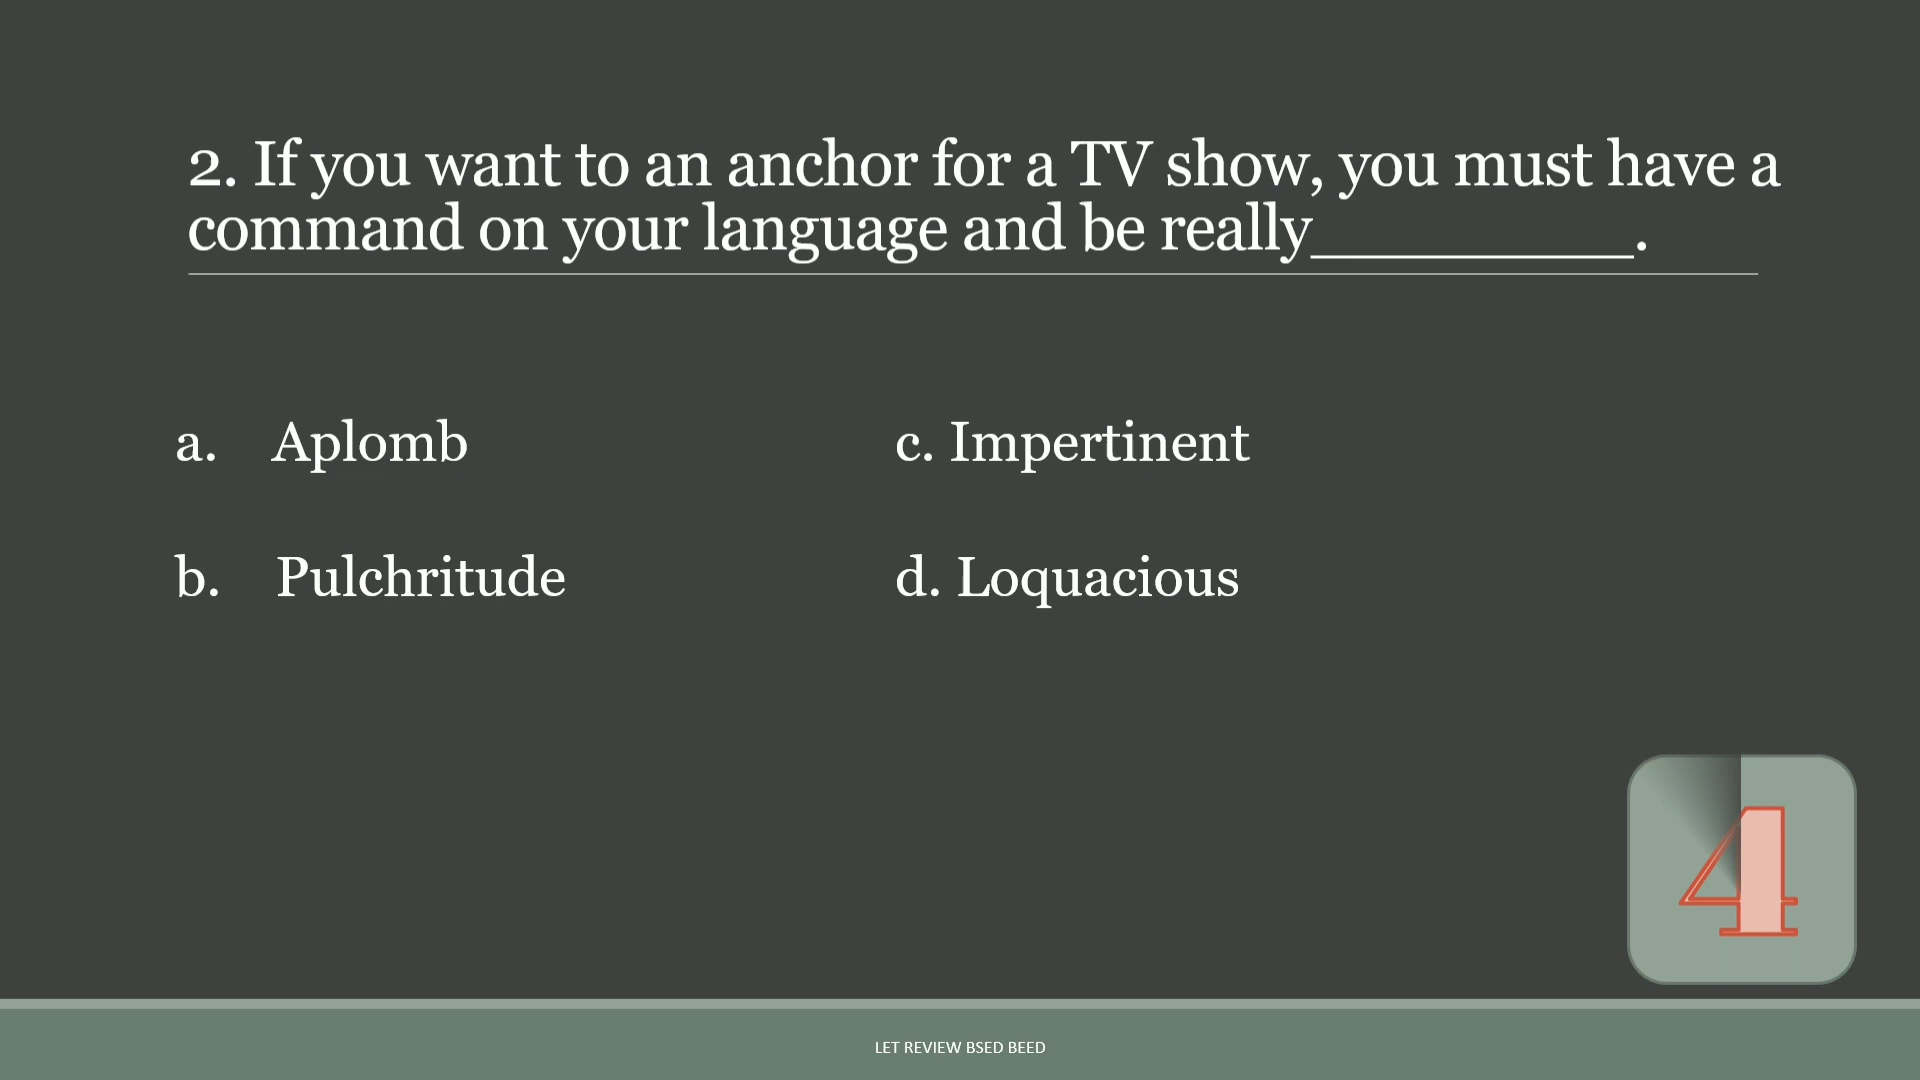 2. If you want to an anchor for a TV show, you must have a
command on your language and be really__________.
a. Aplomb
c. Impertinent
b. Pulchritude
d. Loquacious
4
LET REVIEW BSED BEED